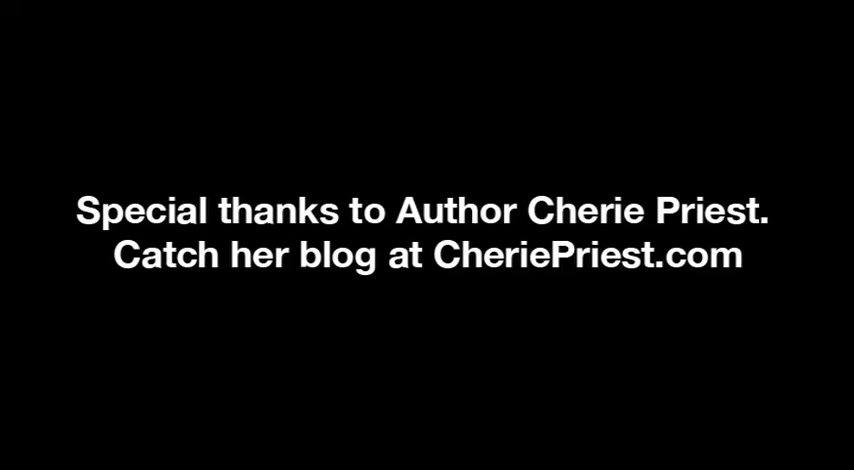 Special thanks to Author Cherie Priest.
Catch her blog at CheriePriest.com